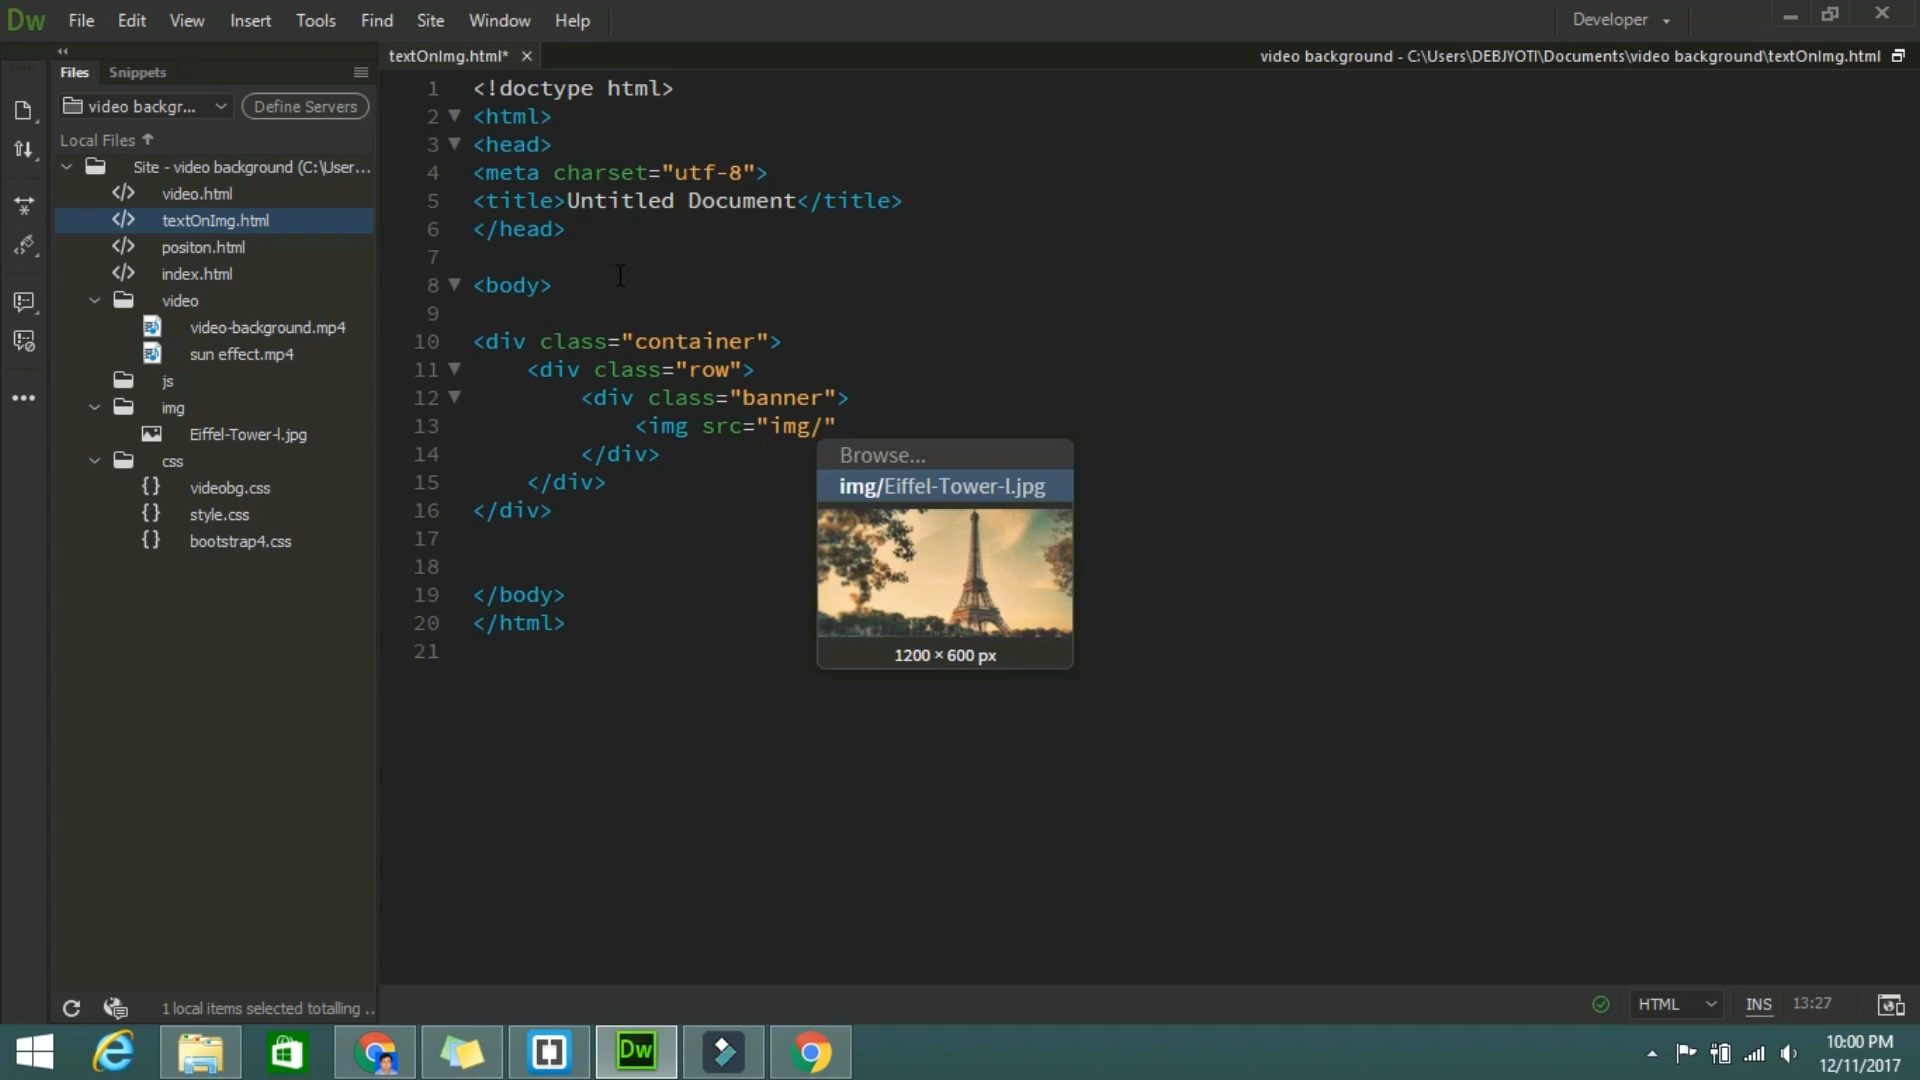 Dw File Edit View Insert Tools Find Site Window Help Developer
textOnImg.html* video background - C:\Users\DEBJYOTI\Documents\video background\textOnImg.html
Files Snippets
video backgr... Define Servers
Local Files
Site - video background (C:\User...
video.html
textOnImg.html
positon.html
index.html
video
video-background.mp4
sun effect.mp4
js
img
Eiffel-Tower-l.jpg
css
videobg.css
style.css
bootstrap4.css
1 local items selected totalling ..
1 <!doctype html>
2 <html>
3 <head>
4 <meta charset="utf-8">
5 <title>Untitled Document</title>
6 </head>
7
8 <body>
9
10 <div class="container">
11 <div class="row">
12 <div class="banner">
13 <img src="img/"
14 </div>
15 </div>
16 </div>
17
18
19 </body>
20 </html>
21
Browse...
img/Eiffel-Tower-l.jpg
1200 × 600 px
HTML INS 13:27
Dw
10:00 PM
12/11/2017